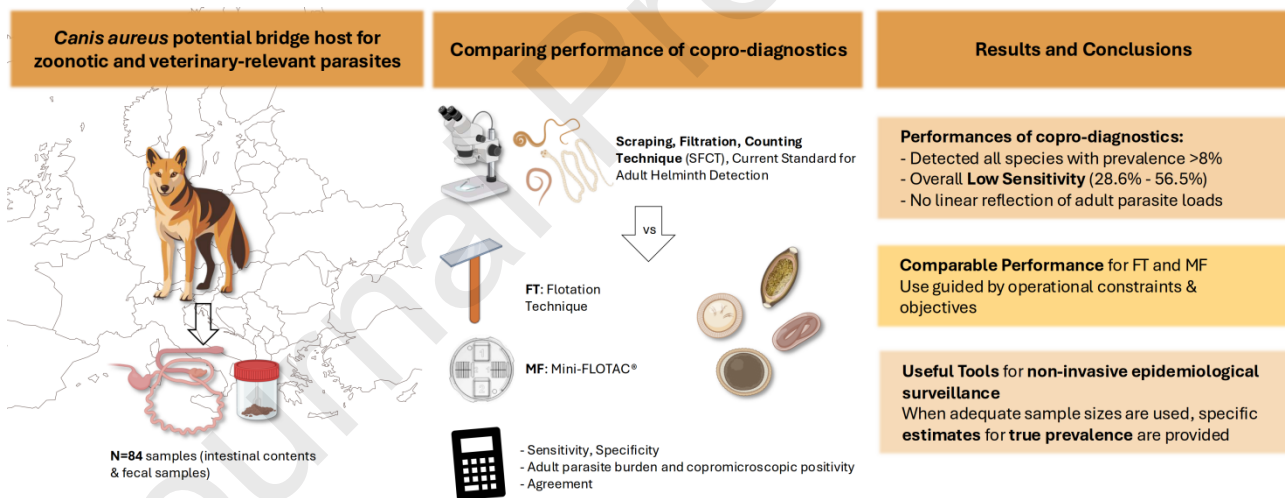 Canis aureus potential bridge host for
zoonotic and veterinary-relevant parasites
N=84 samples (intestinal contents
& fecal samples)
Comparing performance of copro-diagnostics
Scraping, Filtration, Counting
Technique (SFCT), Current Standard for
Adult Helminth Detection
vs
FT: Flotation
Technique
MF: Mini-FLOTAC®
- Sensitivity, Specificity
- Adult parasite burden and copromicroscopic positivity
- Agreement
Results and Conclusions
Performances of copro-diagnostics:
- Detected all species with prevalence >8%
- Overall Low Sensitivity (28.6% - 56.5%)
- No linear reflection of adult parasite loads
Comparable Performance for FT and MF
Use guided by operational constraints &
objectives
Useful Tools for non-invasive epidemiological
surveillance
When adequate sample sizes are used, specific
estimates for true prevalence are provided